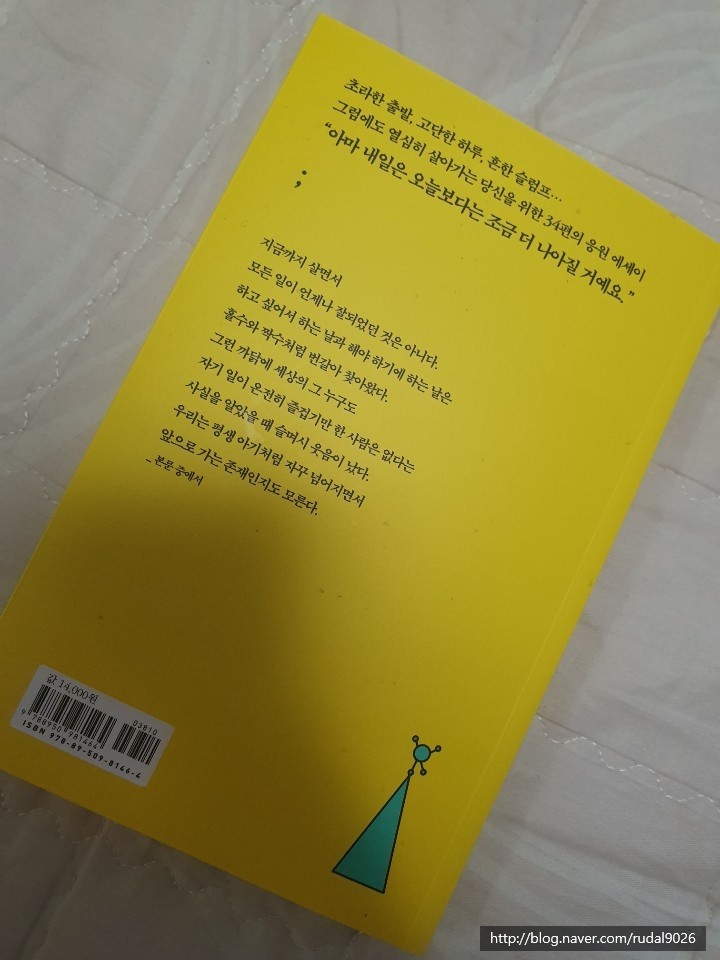 초라한 출발, 고단한 하루, 흔한 슬럼프…
그럼에도 열심히 살아가는 당신을 위한 34편의 응원 에세이
“아마 내일은 오늘보다는 조금 더 나아질 거예요.”
;
지금까지 살면서
모든 일이 언제나 잘되었던 것은 아니다.
하고 싶어서 하는 날과 해야 하기에 하는 날은
홀수와 짝수처럼 번갈아 찾아왔다.
그런 까닭에 세상의 그 누구도
자기 일이 온전히 즐겁기만 한 사람은 없다는
사실을 알았을 때 슬며시 웃음이 났다.
우리는 평생 아기처럼 자꾸 넘어지면서
앞으로 가는 존재인지도 모른다.
_ 본문 중에서
값 14,000원
03810
9 788950 981464
ISBN 978-89-509-8146-4
http://blog.naver.com/rudal9026